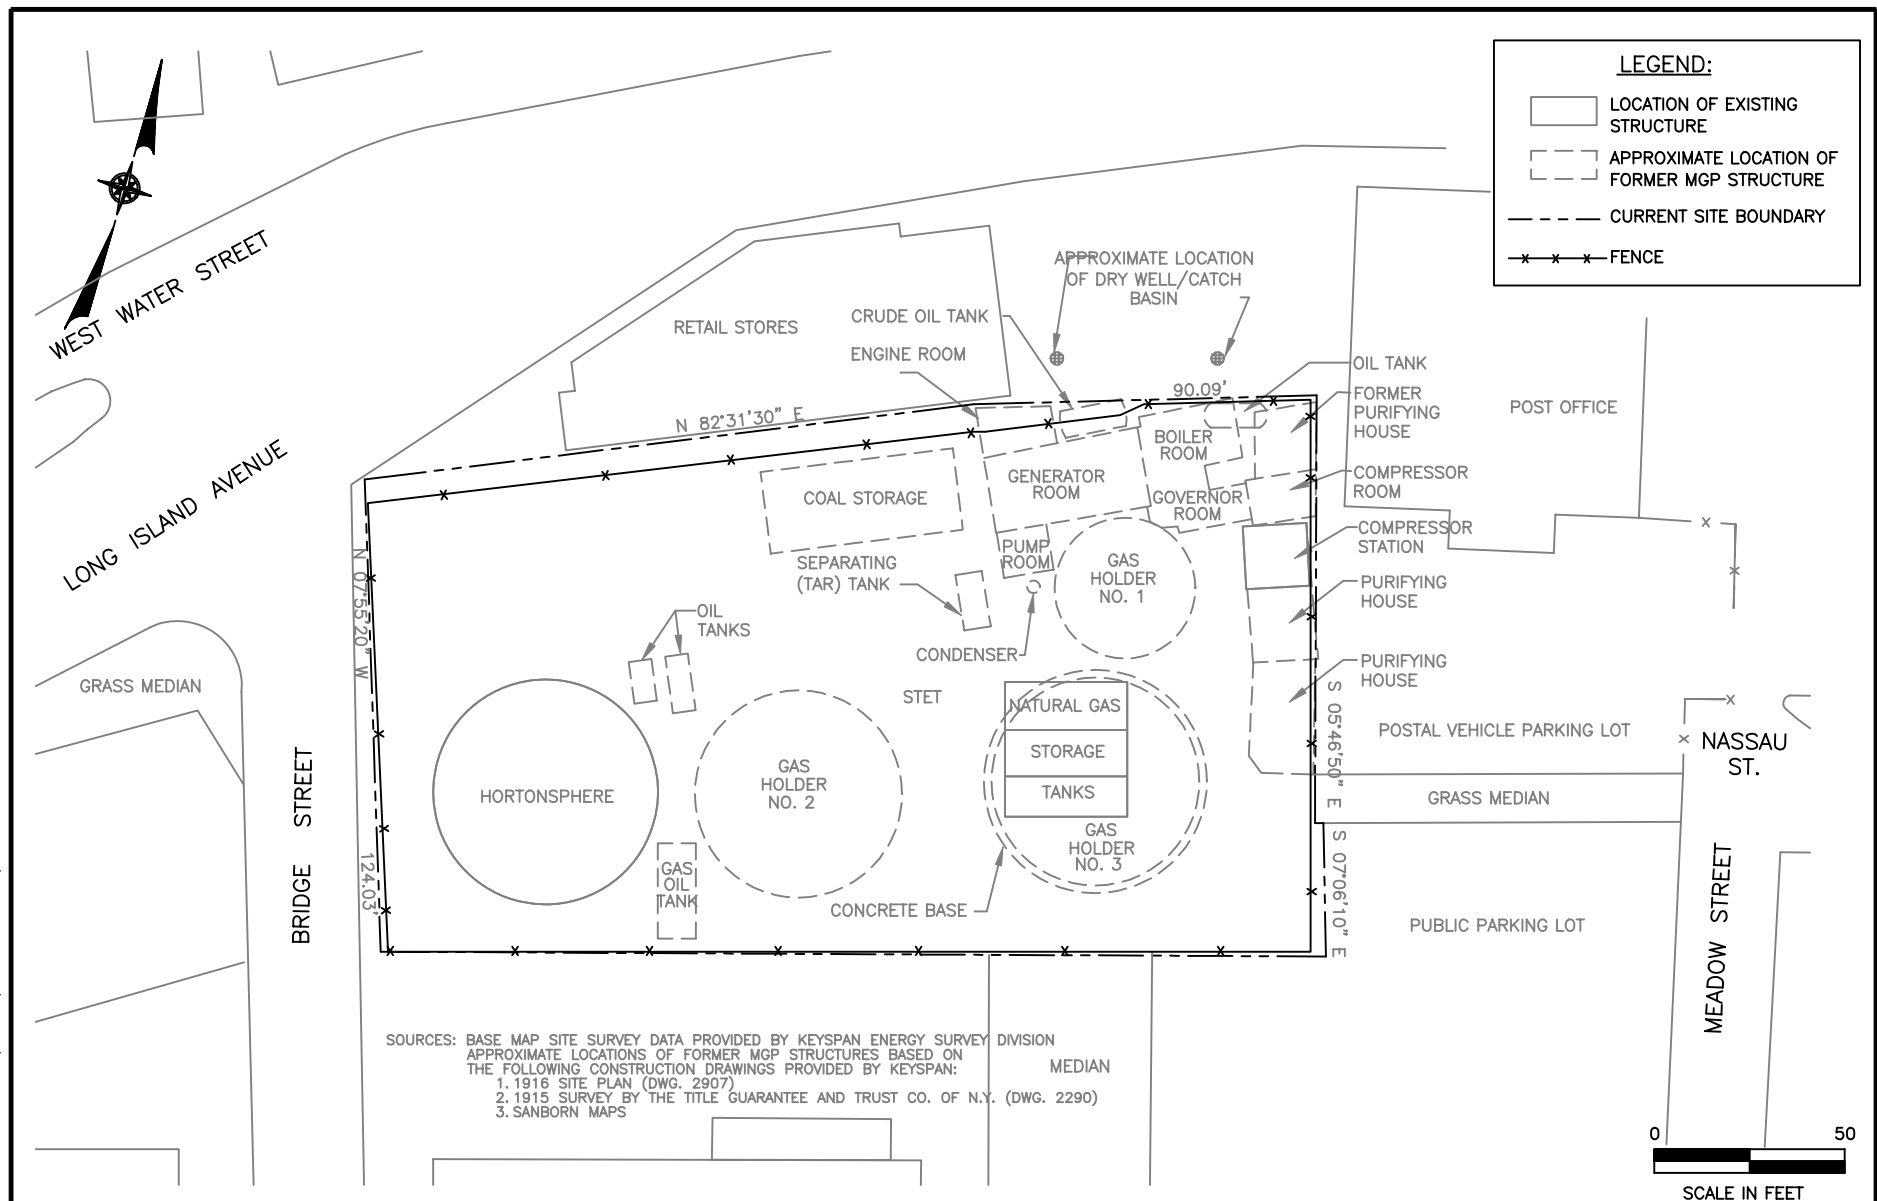 LEGEND:
LOCATION OF EXISTING
STRUCTURE
APPROXIMATE LOCATION OF
FORMER MGP STRUCTURE
CURRENT SITE BOUNDARY
FENCE
WEST WATER STREET
LONG ISLAND AVENUE
RETAIL STORES
APPROXIMATE LOCATION
OF DRY WELL/CATCH
BASIN
CRUDE OIL TANK
ENGINE ROOM
OIL TANK
FORMER
PURIFYING
HOUSE
POST OFFICE
90.09'
N 82°31'30" E
BOILER
ROOM
GENERATOR
ROOM
COAL STORAGE
GOVERNOR
ROOM
COMPRESSOR
ROOM
COMPRESSOR
STATION
PUMP
ROOM
SEPARATING
(TAR) TANK
GAS
HOLDER
NO. 1
PURIFYING
HOUSE
N 07°55'20" W
OIL
TANKS
CONDENSER
PURIFYING
HOUSE
GRASS MEDIAN
STET
NATURAL GAS
STORAGE
TANKS
S 05°46'50" E
POSTAL VEHICLE PARKING LOT
NASSAU
ST.
HORTONSPHERE
GAS
HOLDER
NO. 2
GRASS MEDIAN
GAS
HOLDER
NO. 3
BRIDGE STREET
124.03'
GAS
OIL
TANK
CONCRETE BASE
S 07°06'10" E
PUBLIC PARKING LOT
MEADOW STREET
SOURCES: BASE MAP SITE SURVEY DATA PROVIDED BY KEYSPAN ENERGY SURVEY DIVISION
APPROXIMATE LOCATIONS OF FORMER MGP STRUCTURES BASED ON
THE FOLLOWING CONSTRUCTION DRAWINGS PROVIDED BY KEYSPAN:
1. 1916 SITE PLAN (DWG. 2907)
2. 1915 SURVEY BY THE TITLE GUARANTEE AND TRUST CO. OF N.Y. (DWG. 2290)
3. SANBORN MAPS
MEDIAN
0 50
SCALE IN FEET